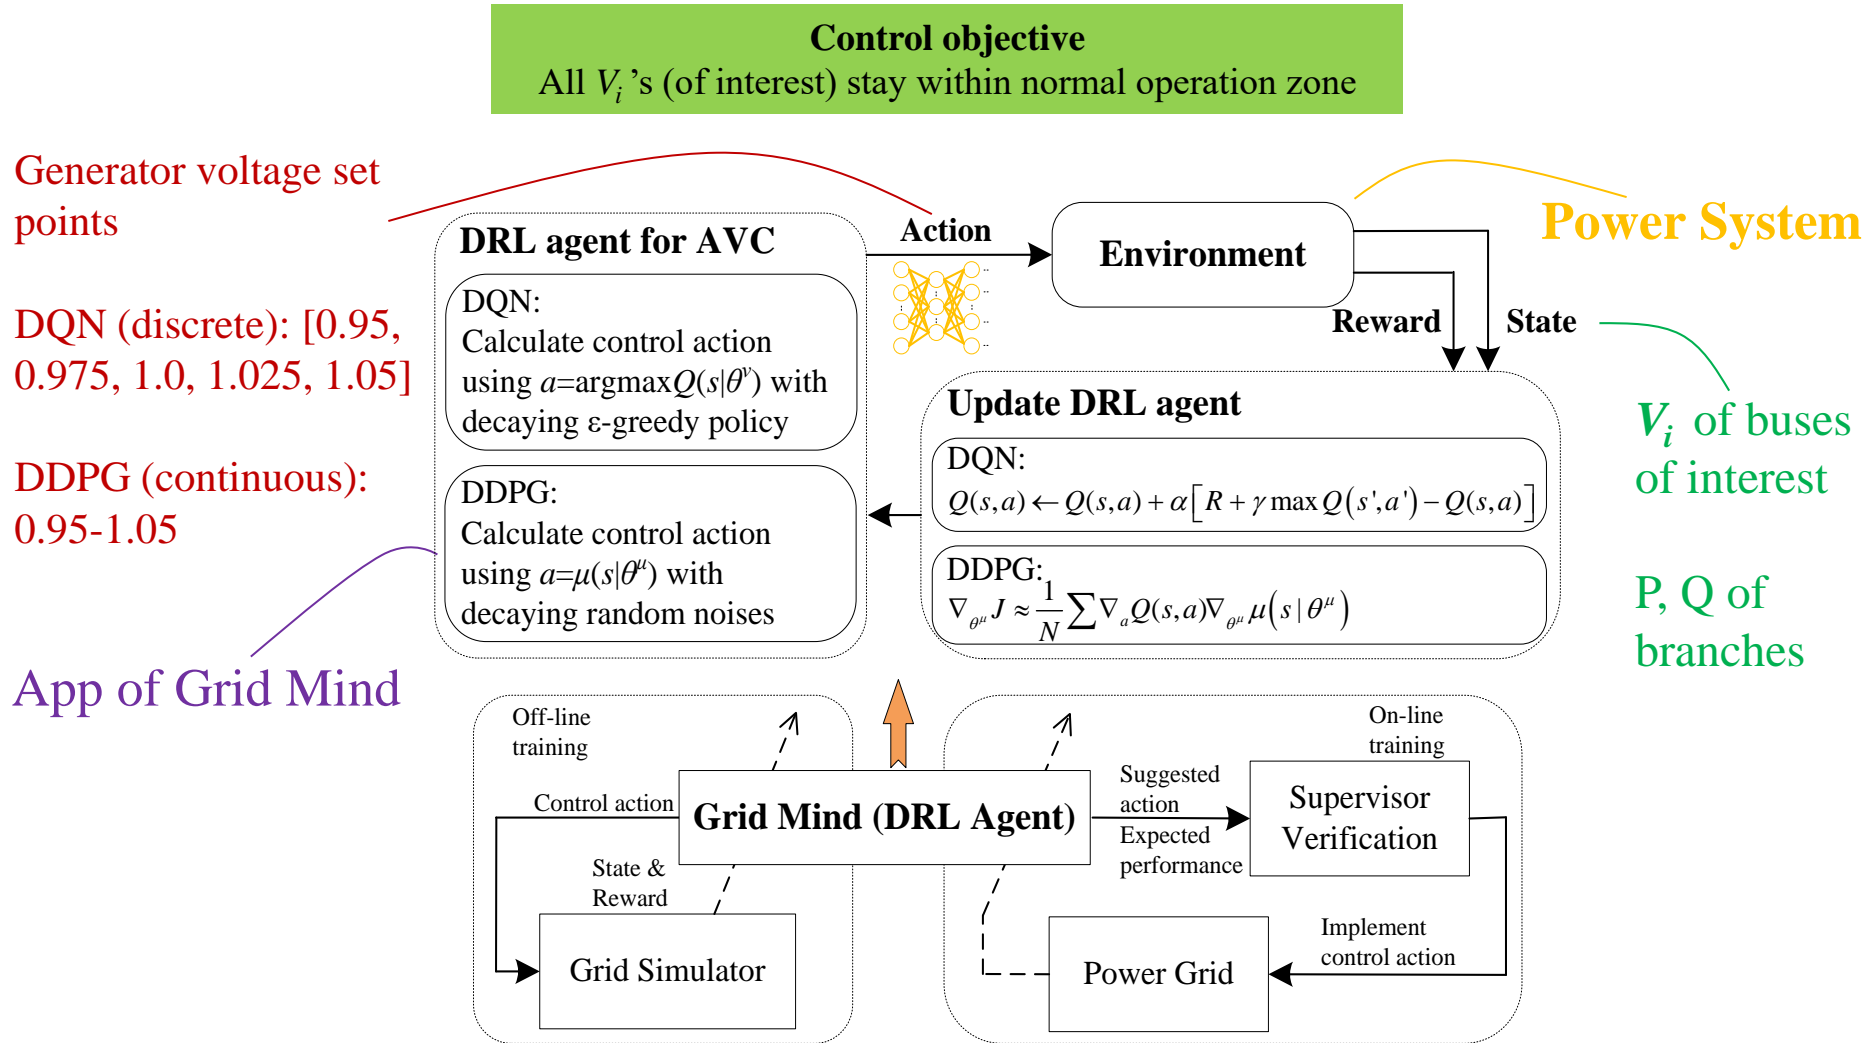 Control objective
All V_i 's (of interest) stay within normal operation zone
Generator voltage set
points
DQN (discrete): [0.95,
0.975, 1.0, 1.025, 1.05]
DDPG (continuous):
0.95-1.05
App of Grid Mind
DRL agent for AVC
DQN:
Calculate control action
using a=argmaxQ(s|θ^v) with
decaying ε-greedy policy
DDPG:
Calculate control action
using a=μ(s|θ^μ) with
decaying random noises
Action
Environment
Power System
Reward
State
V_i of buses
of interest
P, Q of
branches
Update DRL agent
DQN:
Q(s,a) ← Q(s,a) + α[R + γ max Q(s',a') − Q(s,a)]
DDPG:
∇_{θ^μ} J ≈ 1/N ∑ ∇_a Q(s,a)∇_{θ^μ} μ(s | θ^μ)
Off-line
training
Control action
State &
Reward
Grid Simulator
Grid Mind (DRL Agent)
On-line
training
Suggested
action
Expected
performance
Supervisor
Verification
Implement
control action
Power Grid